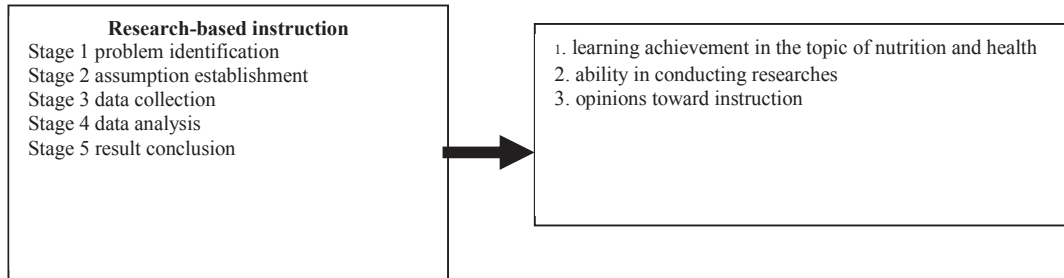 Research-based instruction
Stage 1 problem identification
Stage 2 assumption establishment
Stage 3 data collection
Stage 4 data analysis
Stage 5 result conclusion
1. learning achievement in the topic of nutrition and health
2. ability in conducting researches
3. opinions toward instruction